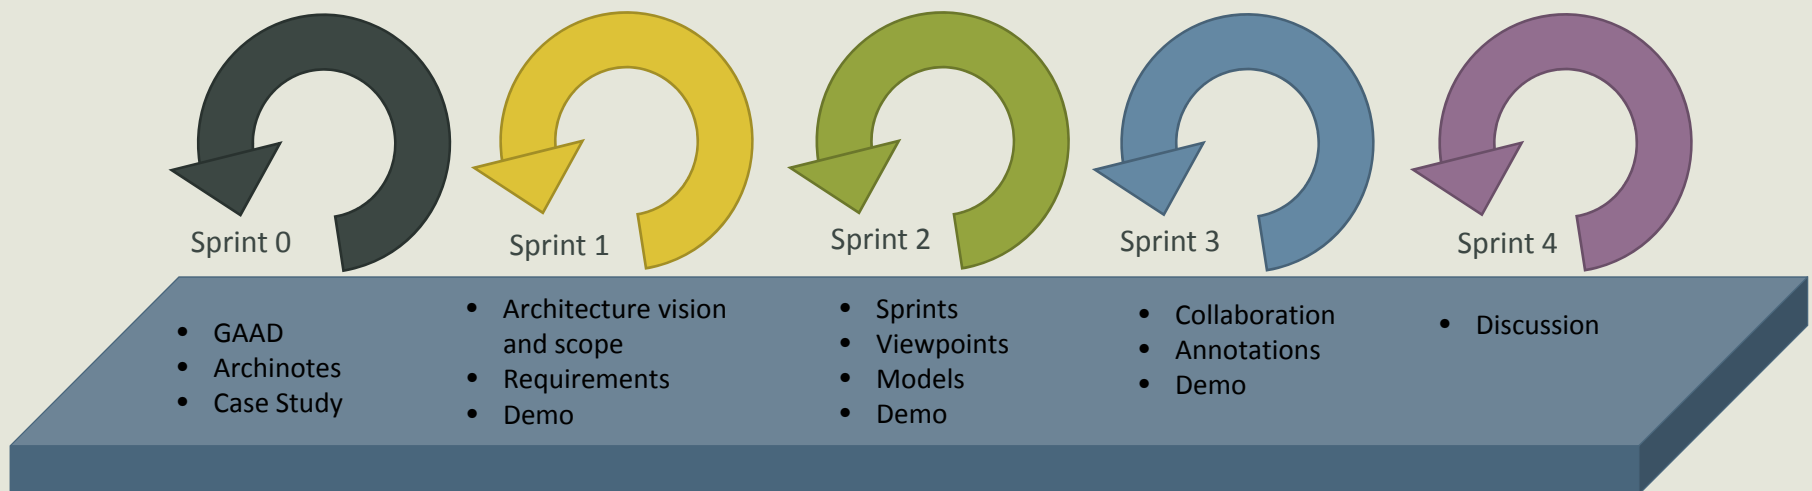 Sprint 0
Sprint 1
Sprint 2
Sprint 3
Sprint 4
• GAAD
• Archinotes
• Case Study
• Architecture vision
and scope
• Requirements
• Demo
• Sprints
• Viewpoints
• Models
• Demo
• Collaboration
• Annotations
• Demo
• Discussion